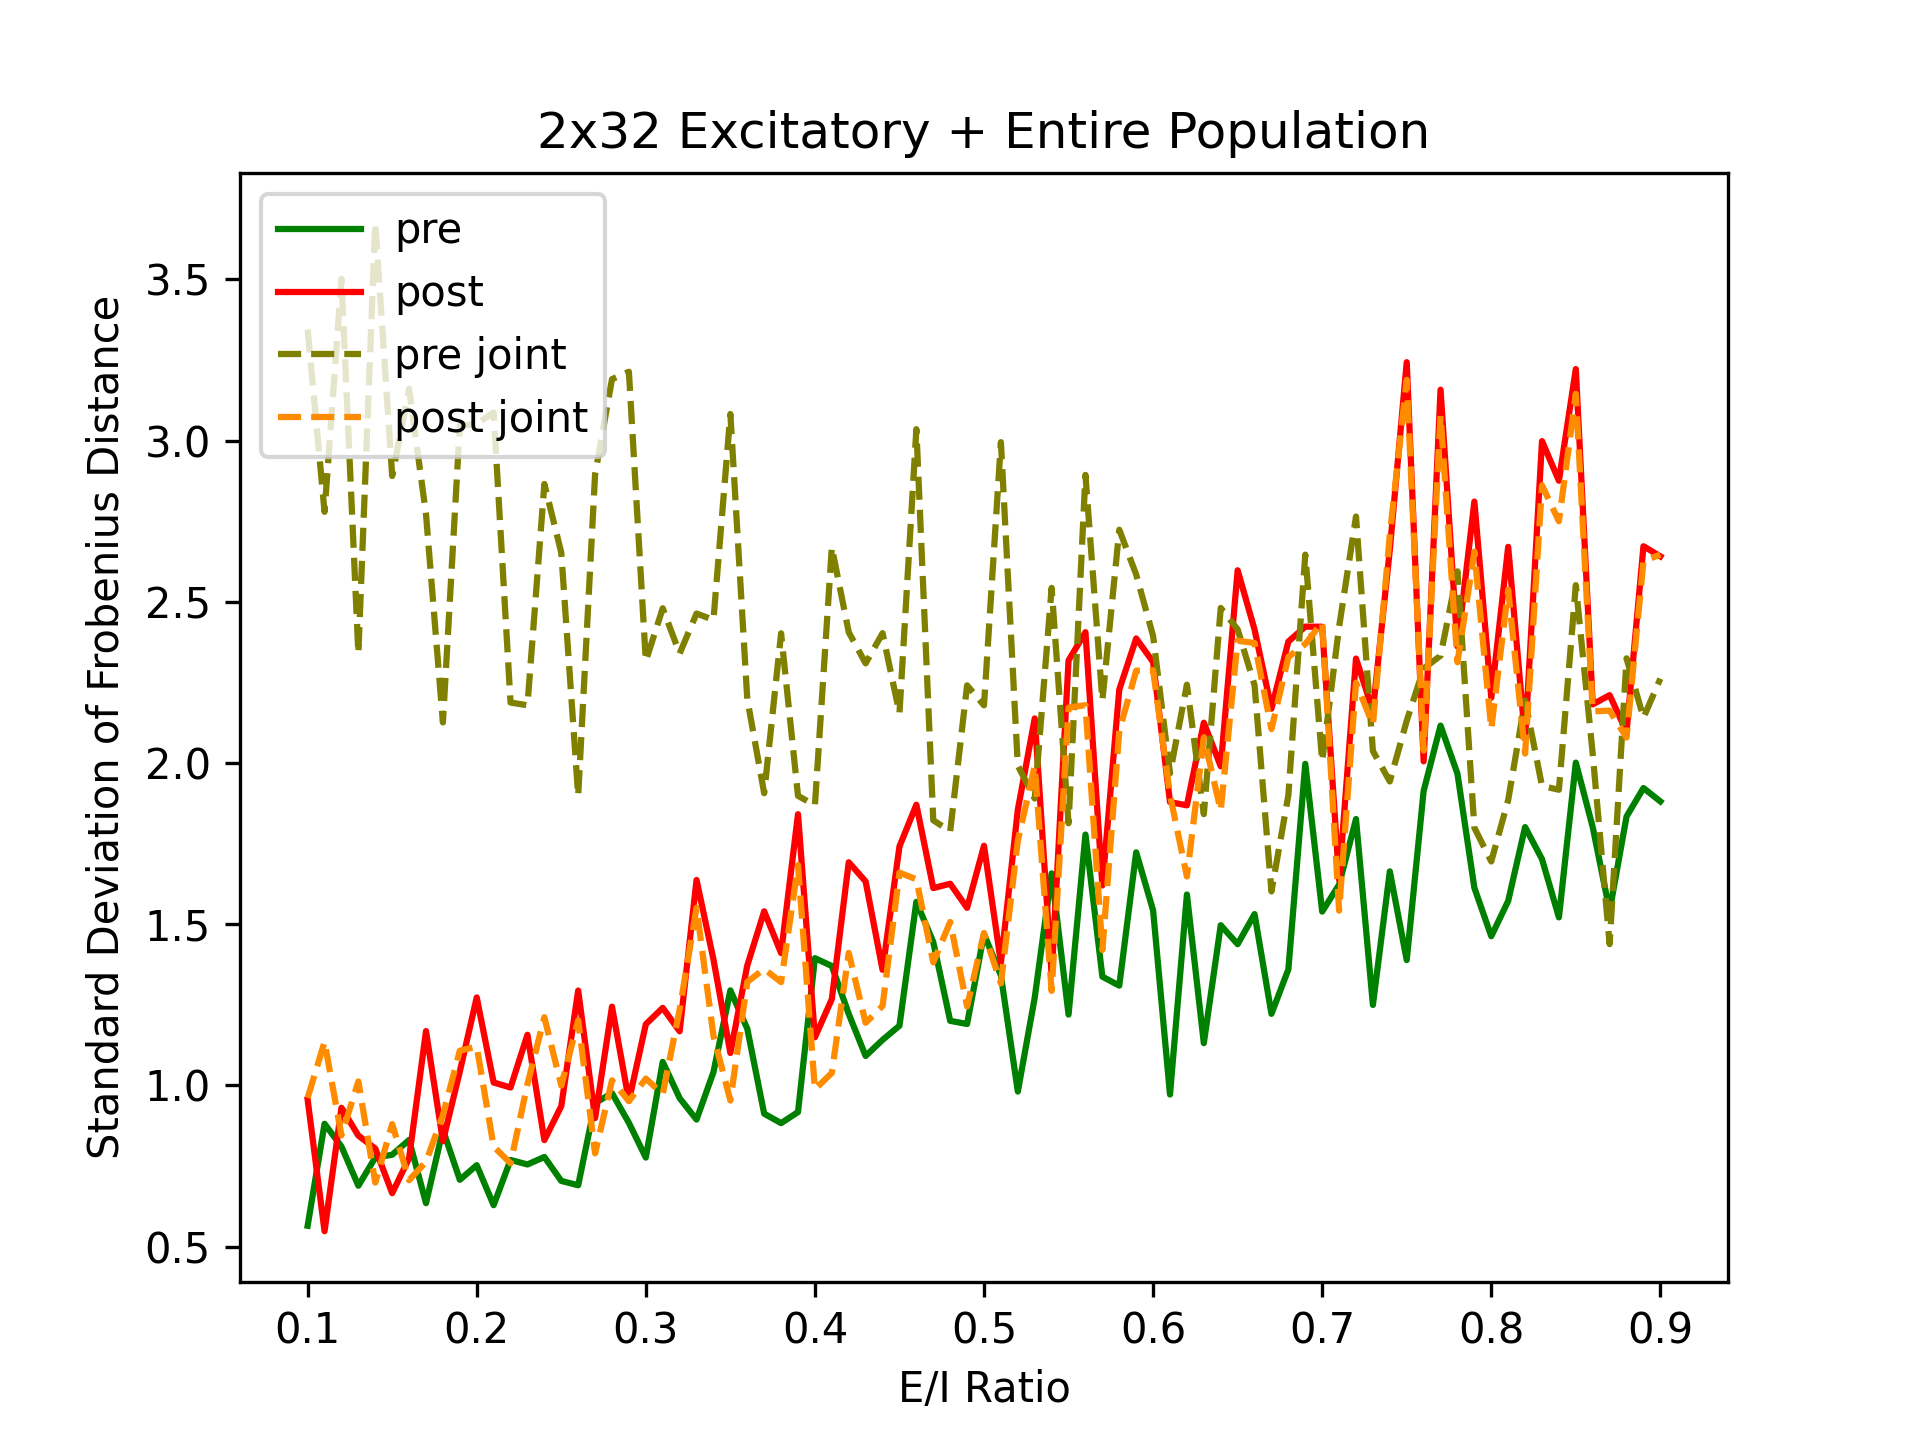 2x32 Excitatory + Entire Population
pre
post
pre joint
post joint
Standard Deviation of Frobenius Distance
3.5
3.0
2.5
2.0
1.5
1.0
0.5
0.1 0.2 0.3 0.4 0.5 0.6 0.7 0.8 0.9
E/I Ratio